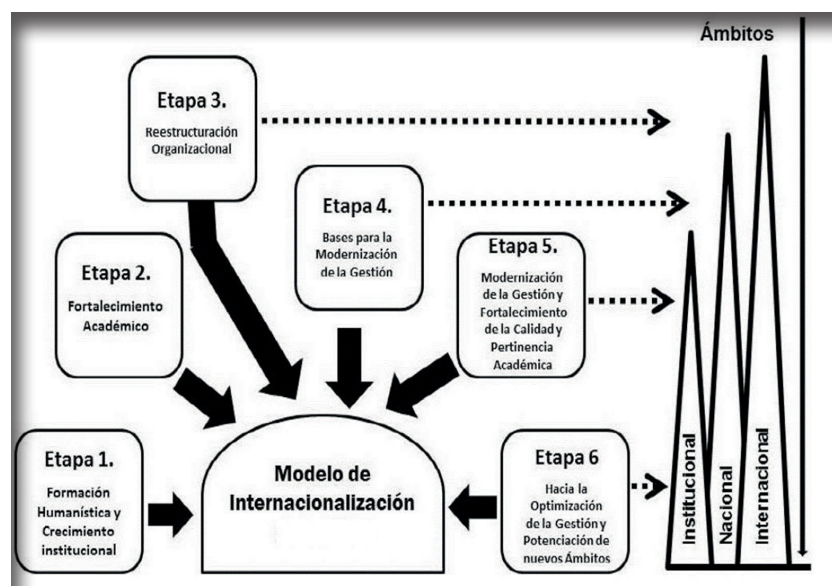 Ámbitos
Etapa 3.
Reestructuración
Organizacional
Etapa 4.
Bases para la
Modernización
de la Gestión
Etapa 2.
Fortalecimiento
Académico
Etapa 5.
Modernización
de la Gestión y
Fortalecimiento
de la Calidad y
Pertinencia
Académica
Etapa 1.
Formación
Humanística y
Crecimiento
institucional
Modelo de
Internacionalización
Etapa 6
Hacia la
Optimización
de la Gestión y
Potenciación de
nuevos Ámbitos
Institucional
Nacional
Internacional